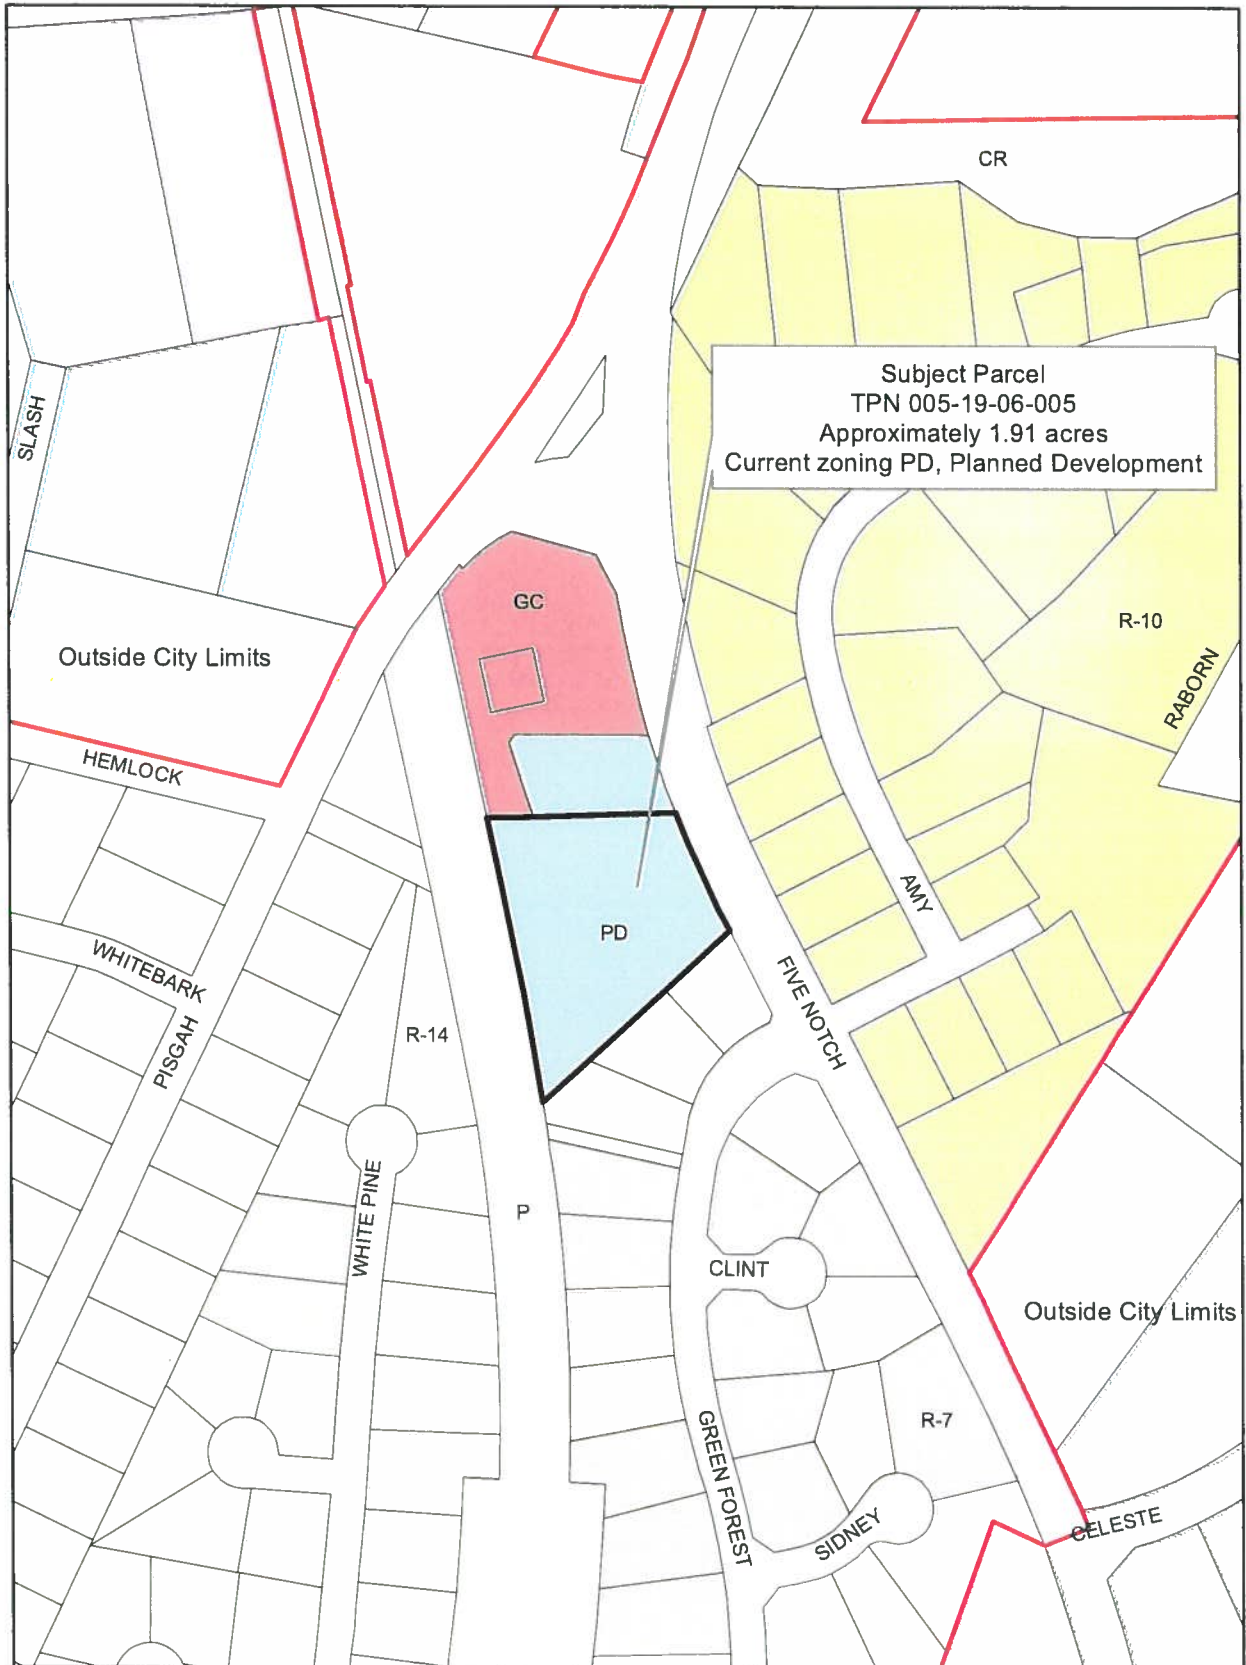 CR
Subject Parcel
TPN 005-19-06-005
Approximately 1.91 acres
Current zoning PD, Planned Development
SLASH
GC
R-10
Outside City Limits
RABORN
HEMLOCK
AMY
PD
WHITEBARK
FIVE NOTCH
R-14
PISGAH
WHITE PINE
P
CLINT
Outside City Limits
R-7
GREEN FOREST
SIDNEY
CELESTE